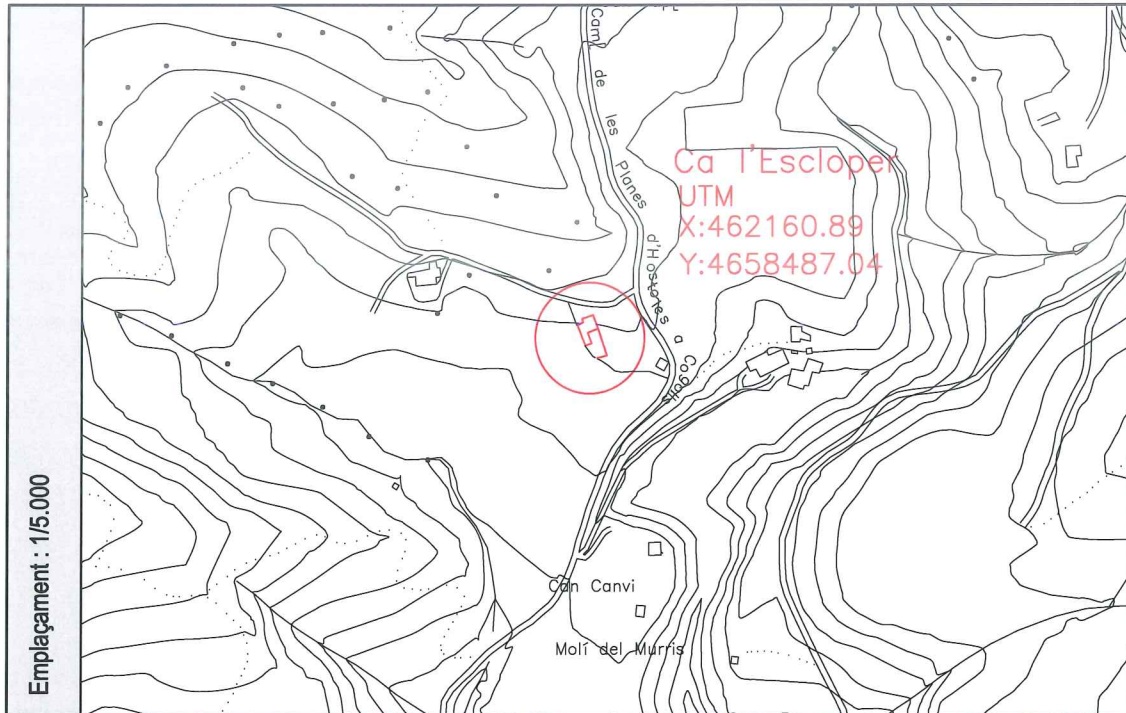 Emplaçament : 1/5.000
Camí de les Planes d'Hostoles a Cogolls
Ca l'Escloper
UTM
X:462160.89
Y:4658487.04
Can Canvi
Molí del Murris